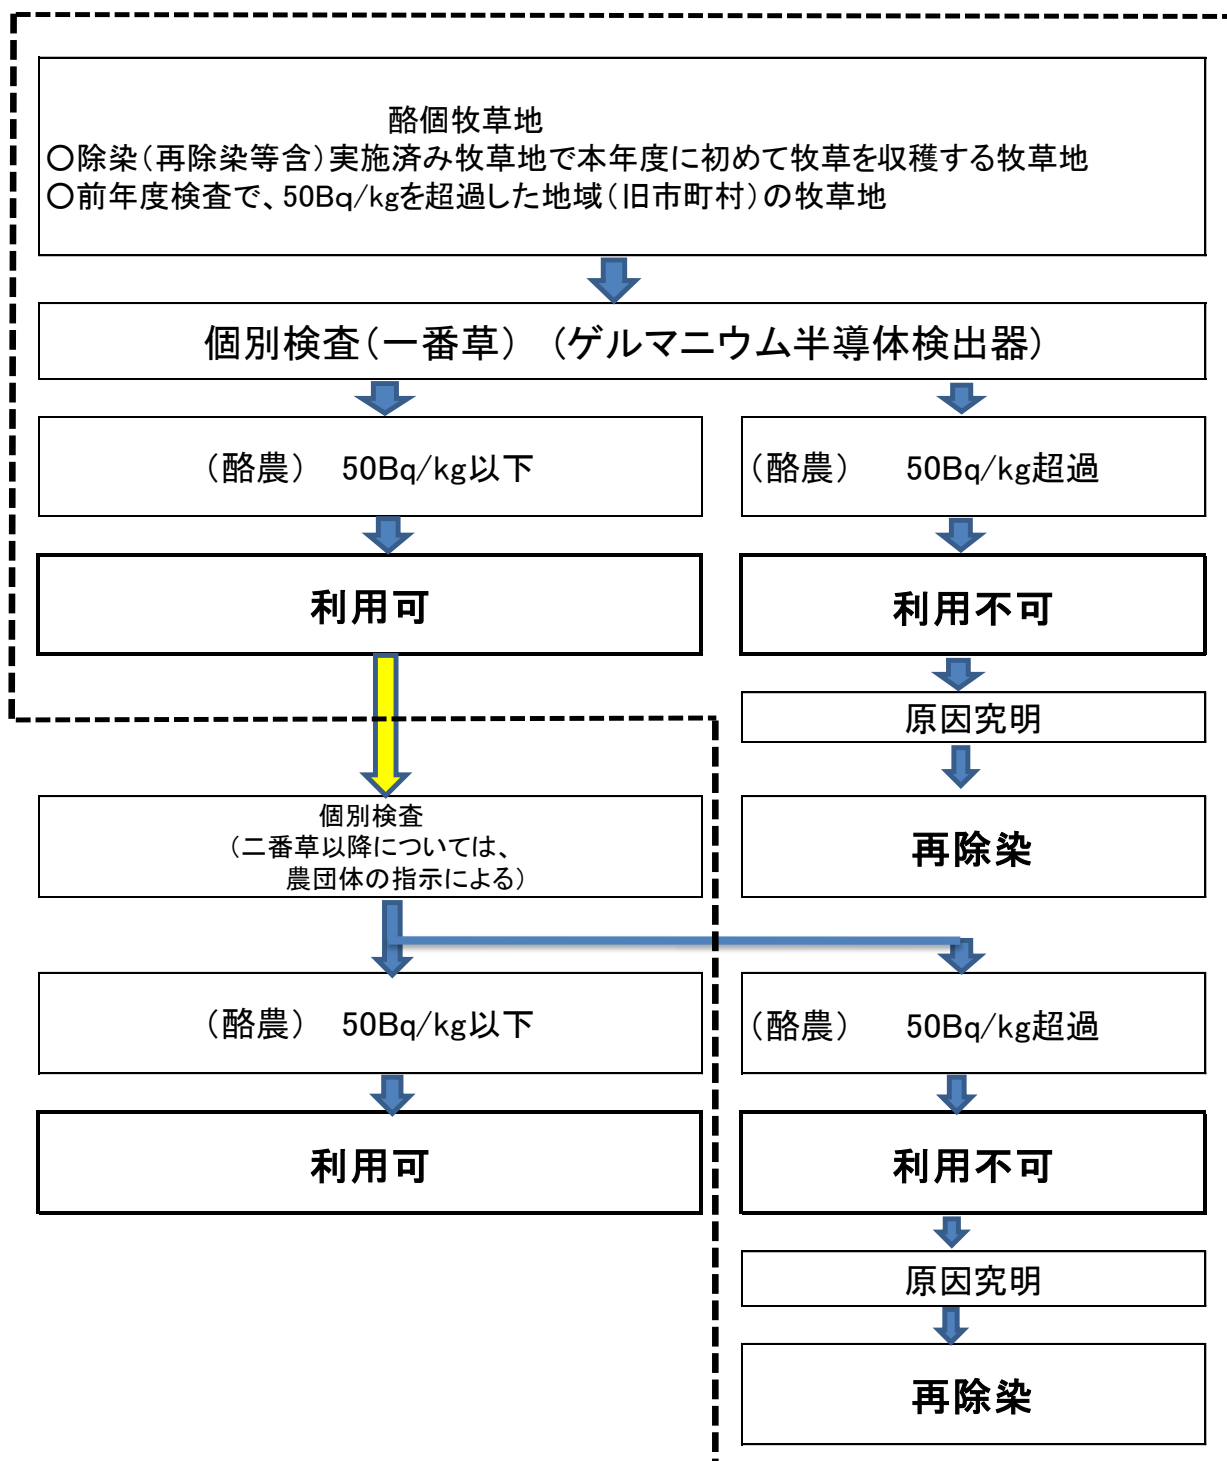 酪個牧草地
○除染（再除染等含）実施済み牧草地で本年度に初めて牧草を収穫する牧草地
○前年度検査で、50Bq/kgを超過した地域（旧市町村）の牧草地
個別検査（一番草）　（ゲルマニウム半導体検出器）
（酪農）　50Bq/kg以下
（酪農）　50Bq/kg超過
利用可
利用不可
原因究明
個別検査
（二番草以降については、
農団体の指示による）
再除染
（酪農）　50Bq/kg以下
（酪農）　50Bq/kg超過
利用可
利用不可
原因究明
再除染